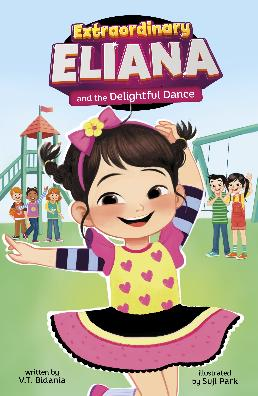 Extraordinary
ELIANA
and the Delightful Dance
written by
V.T. Bidania
illustrated
by Suji Park